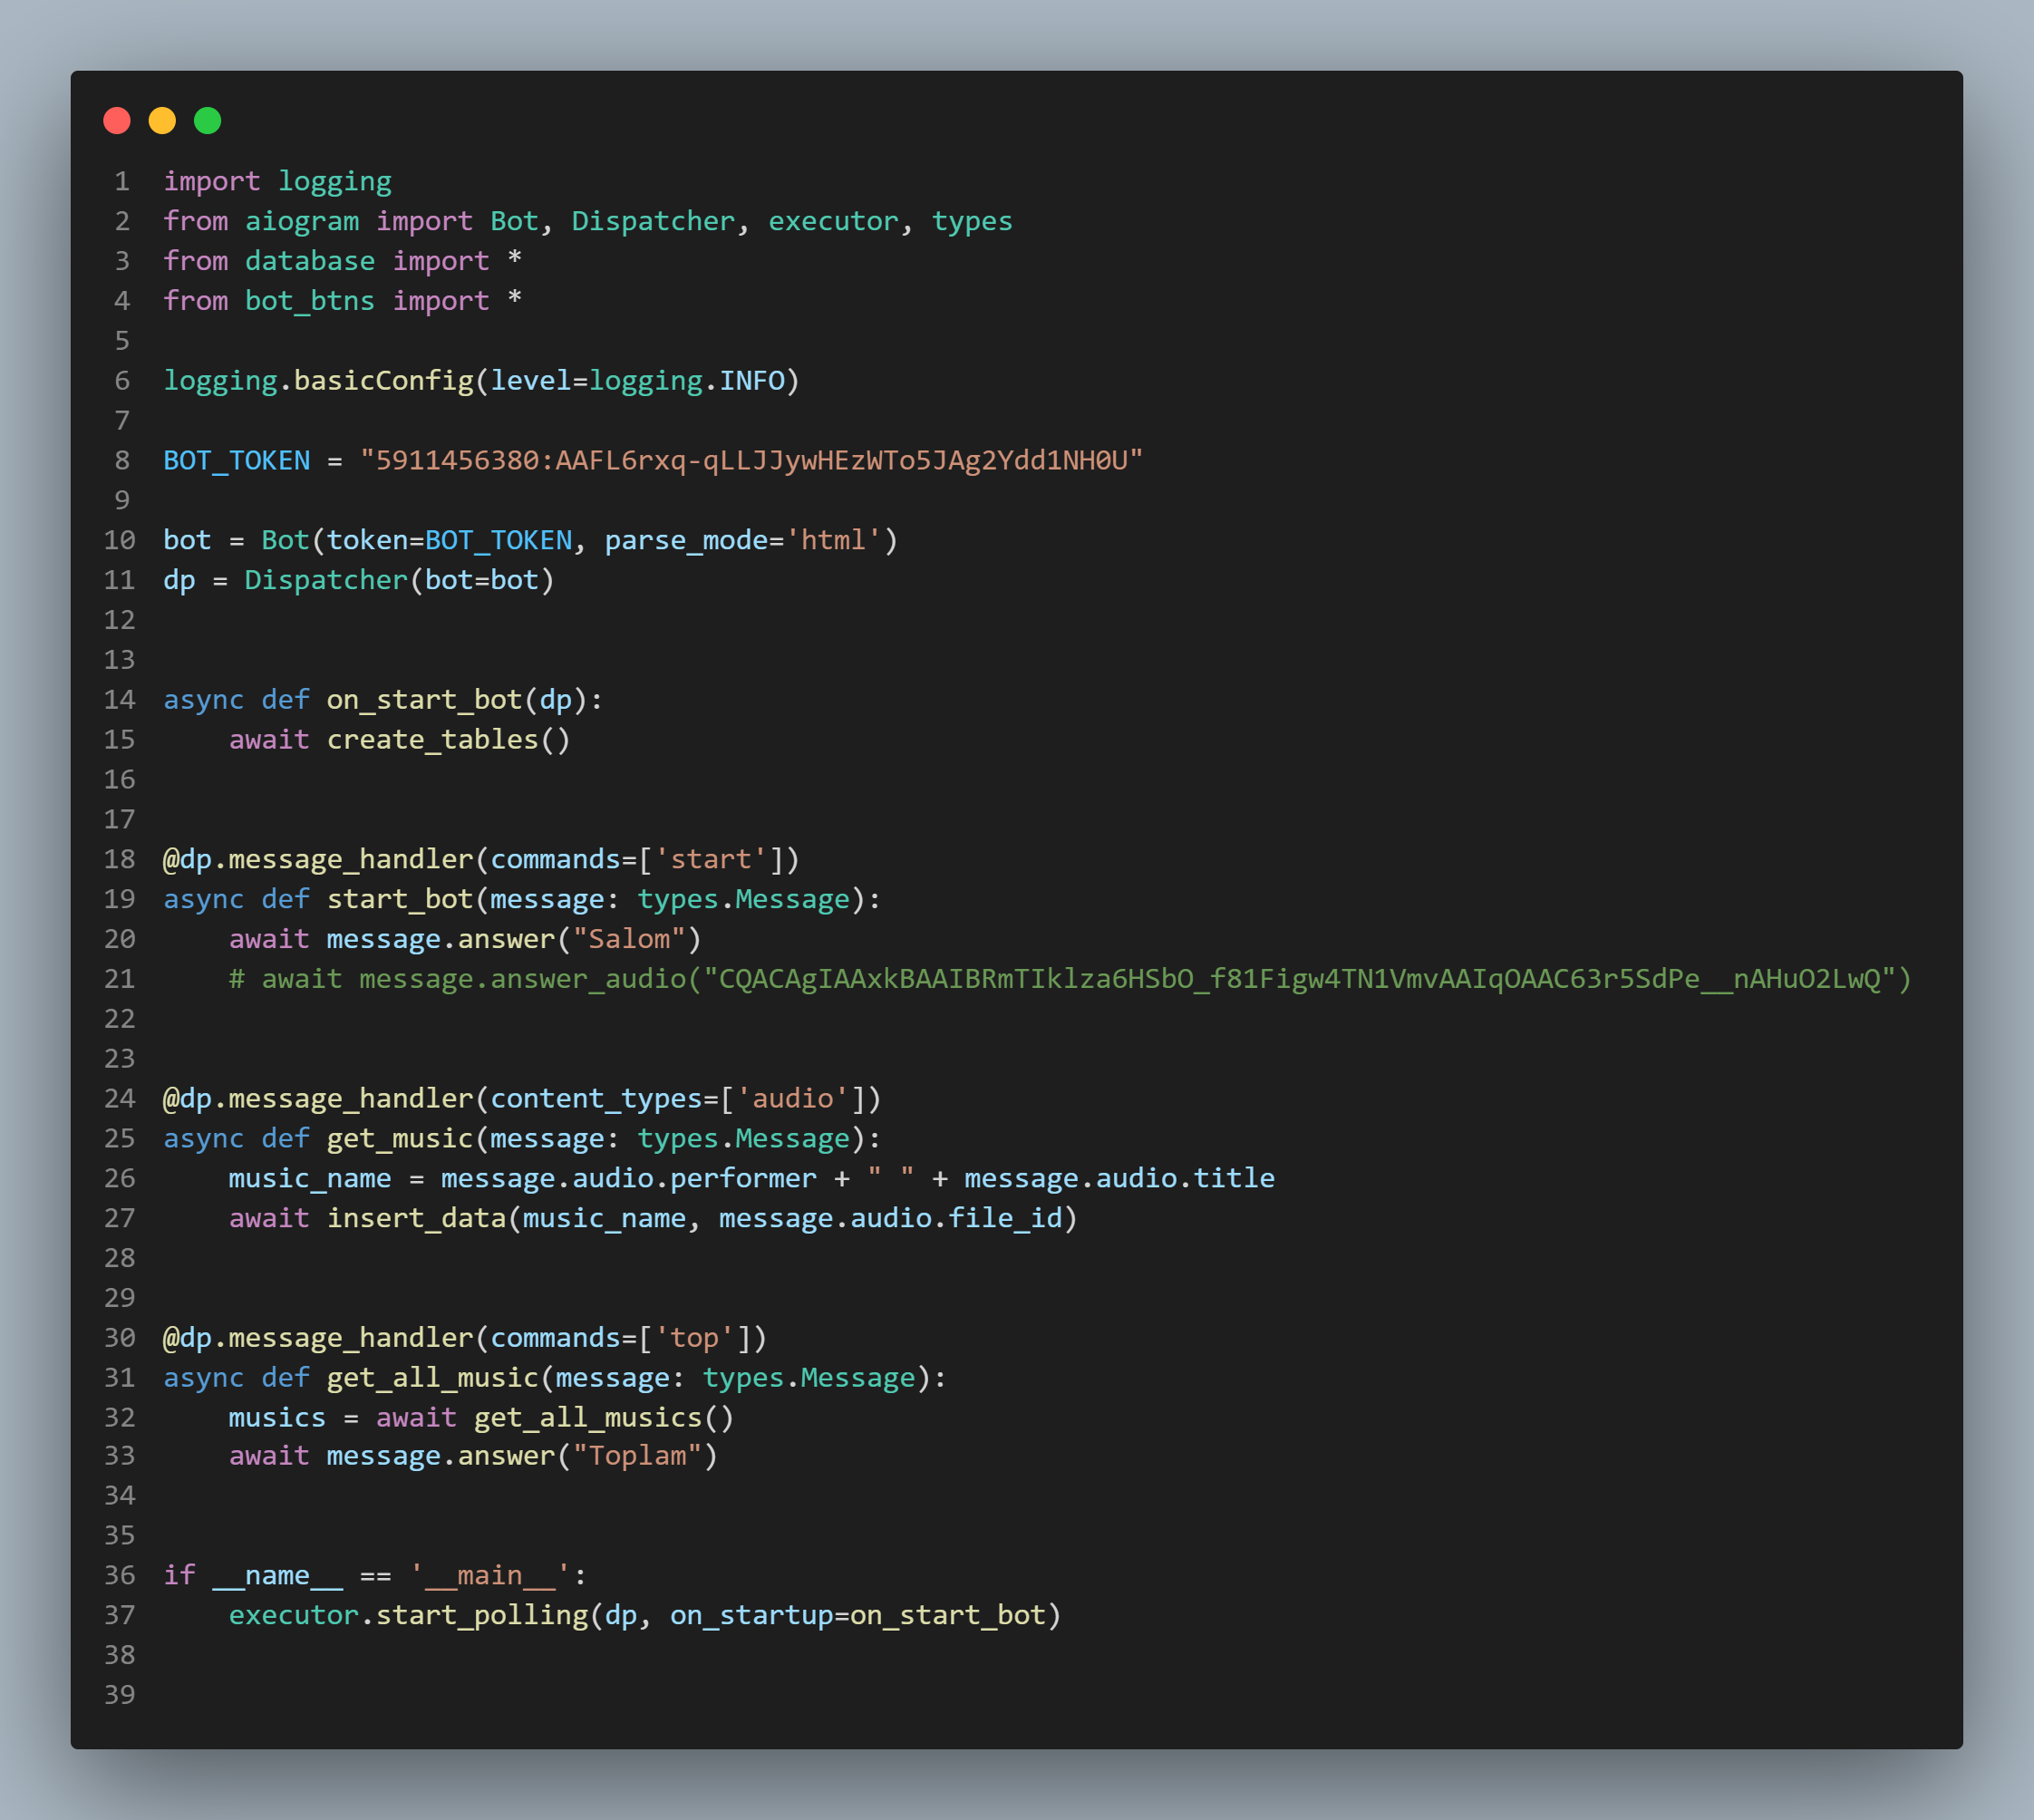 1 import logging
2 from aiogram import Bot, Dispatcher, executor, types
3 from database import *
4 from bot_btns import *
5
6 logging.basicConfig(level=logging.INFO)
7
8 BOT_TOKEN = "5911456380:AAFL6rxq-qLLJJywHEzWTo5JAg2Ydd1NH0U"
9
10 bot = Bot(token=BOT_TOKEN, parse_mode='html')
11 dp = Dispatcher(bot=bot)
12
13
14 async def on_start_bot(dp):
15     await create_tables()
16
17
18 @dp.message_handler(commands=['start'])
19 async def start_bot(message: types.Message):
20     await message.answer("Salom")
21     # await message.answer_audio("CQACAgIAAxkBAAIBRmTIklza6HSbO_f81Figw4TN1VmvAAIqOAAC63r5SdPe__nAHuO2LwQ")
22
23
24 @dp.message_handler(content_types=['audio'])
25 async def get_music(message: types.Message):
26     music_name = message.audio.performer + " " + message.audio.title
27     await insert_data(music_name, message.audio.file_id)
28
29
30 @dp.message_handler(commands=['top'])
31 async def get_all_music(message: types.Message):
32     musics = await get_all_musics()
33     await message.answer("Toplam")
34
35
36 if __name__ == '__main__':
37     executor.start_polling(dp, on_startup=on_start_bot)
38
39